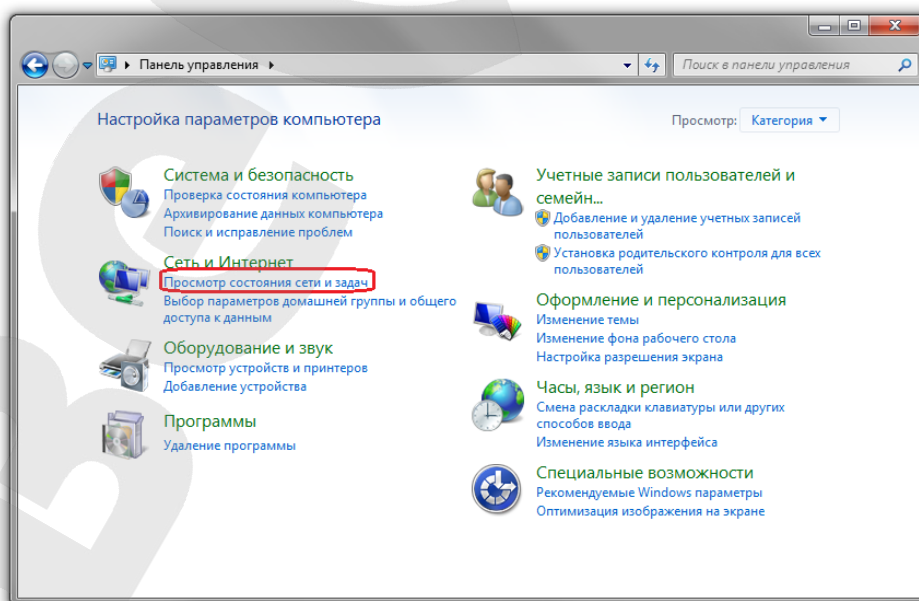 Панель управления
Поиск в панели управления
Настройка параметров компьютера
Просмотр: Категория
Система и безопасность
Проверка состояния компьютера
Архивирование данных компьютера
Поиск и исправление проблем
Сеть и Интернет
Просмотр состояния сети и задач
Выбор параметров домашней группы и общего
доступа к данным
Оборудование и звук
Просмотр устройств и принтеров
Добавление устройства
Программы
Удаление программы
Учетные записи пользователей и
семейн...
Добавление и удаление учетных записей
пользователей
Установка родительского контроля для всех
пользователей
Оформление и персонализация
Изменение темы
Изменение фона рабочего стола
Настройка разрешения экрана
Часы, язык и регион
Смена раскладки клавиатуры или других
способов ввода
Изменение языка интерфейса
Специальные возможности
Рекомендуемые Windows параметры
Оптимизация изображения на экране